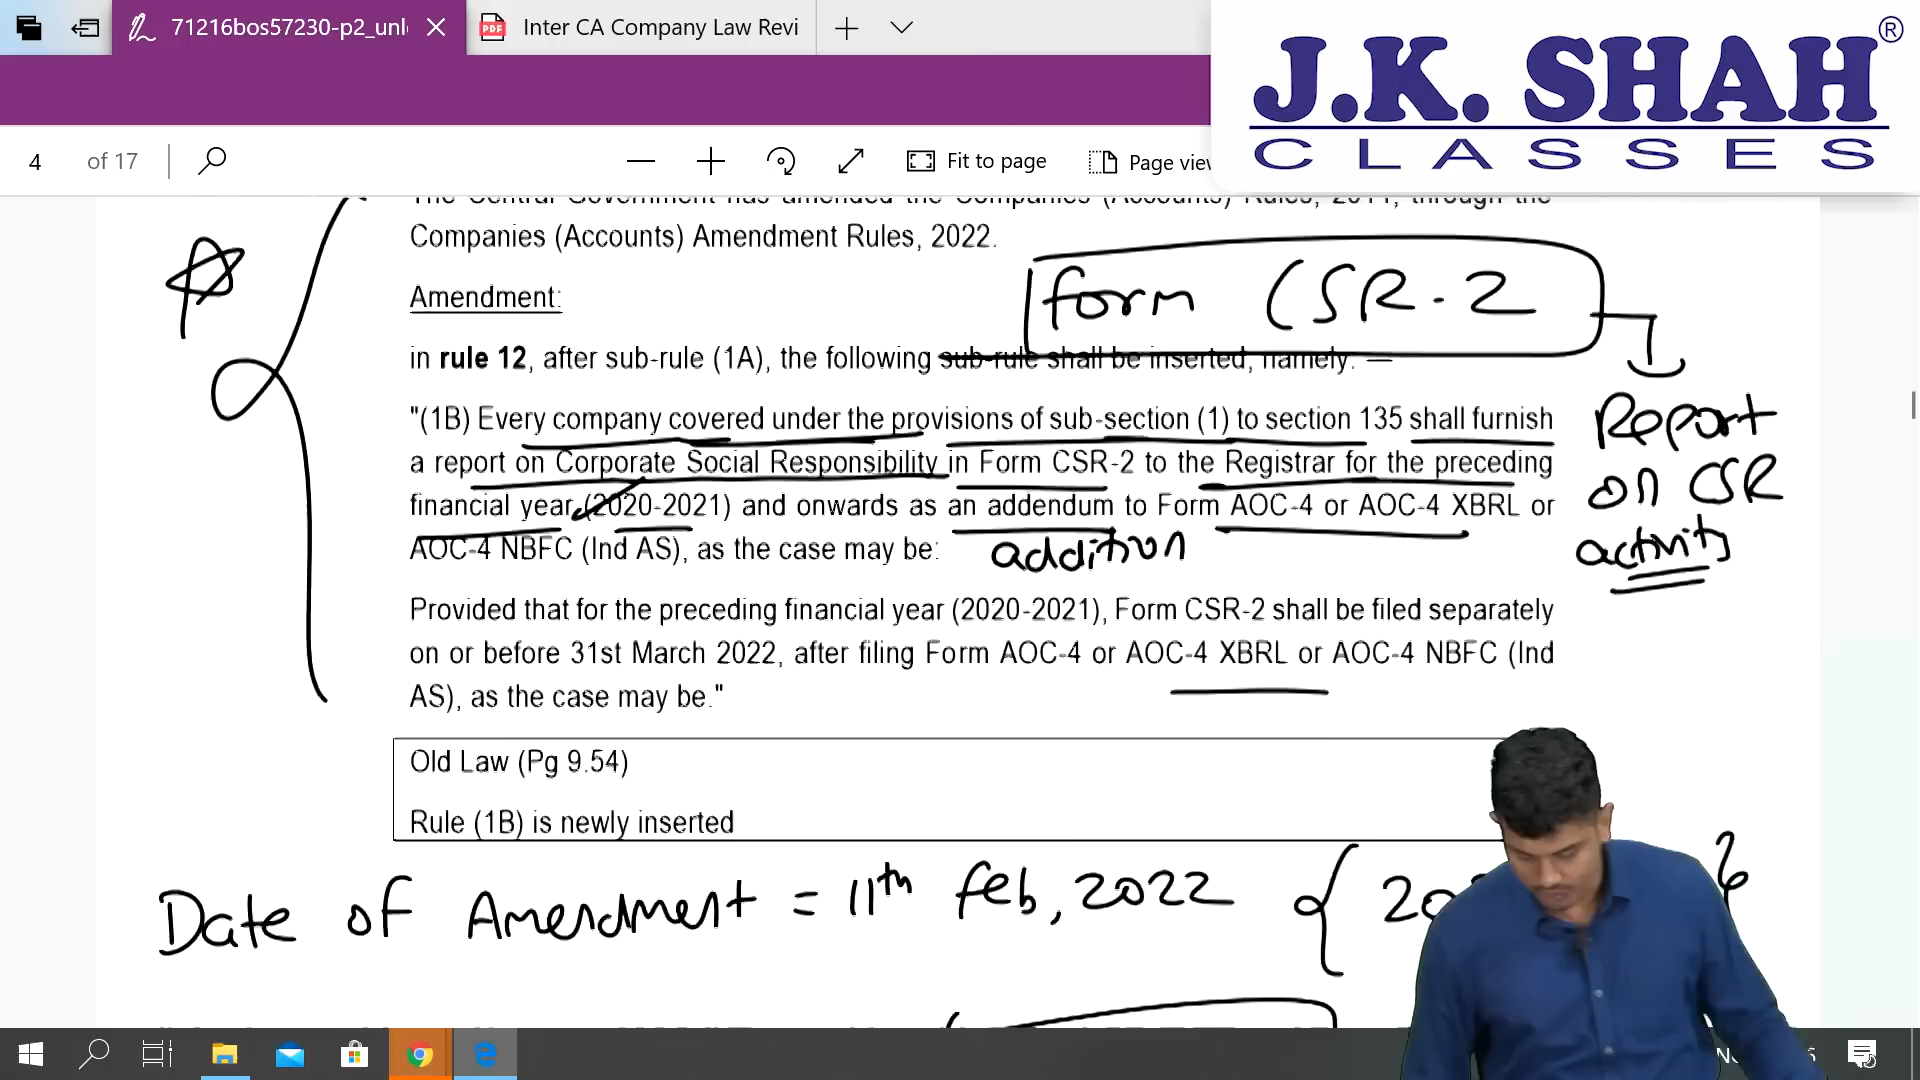 71216bos57230-p2_unl
Inter CA Company Law Revi
J.K. SHAH ®
CLASSES
4 of 17
Fit to page
Page view
Companies (Accounts) Amendment Rules, 2022.
Amendment:
Form CSR-2
in rule 12, after sub-rule (1A), the following sub-rule shall be inserted, namely: —
"(1B) Every company covered under the provisions of sub-section (1) to section 135 shall furnish
a report on Corporate Social Responsibility in Form CSR-2 to the Registrar for the preceding
financial year (2020-2021) and onwards as an addendum to Form AOC-4 or AOC-4 XBRL or
AOC-4 NBFC (Ind AS), as the case may be:
addition
Report
on CSR
activity
Provided that for the preceding financial year (2020-2021), Form CSR-2 shall be filed separately
on or before 31st March 2022, after filing Form AOC-4 or AOC-4 XBRL or AOC-4 NBFC (Ind
AS), as the case may be."
Old Law (Pg 9.54)
Rule (1B) is newly inserted
Date of Amendment = 11th Feb, 2022